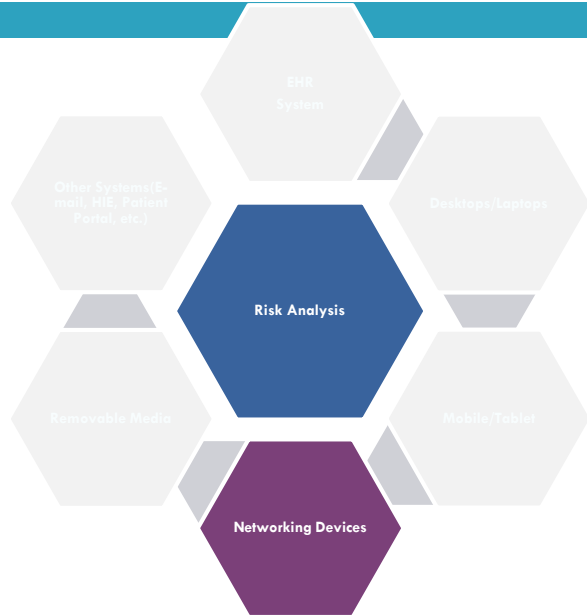 EHR
System
Other Systems(E-
mail, HIE, Patient
Portal, etc.)
Desktops/Laptops
Risk Analysis
Removable Media
Mobile/Tablet
Networking Devices